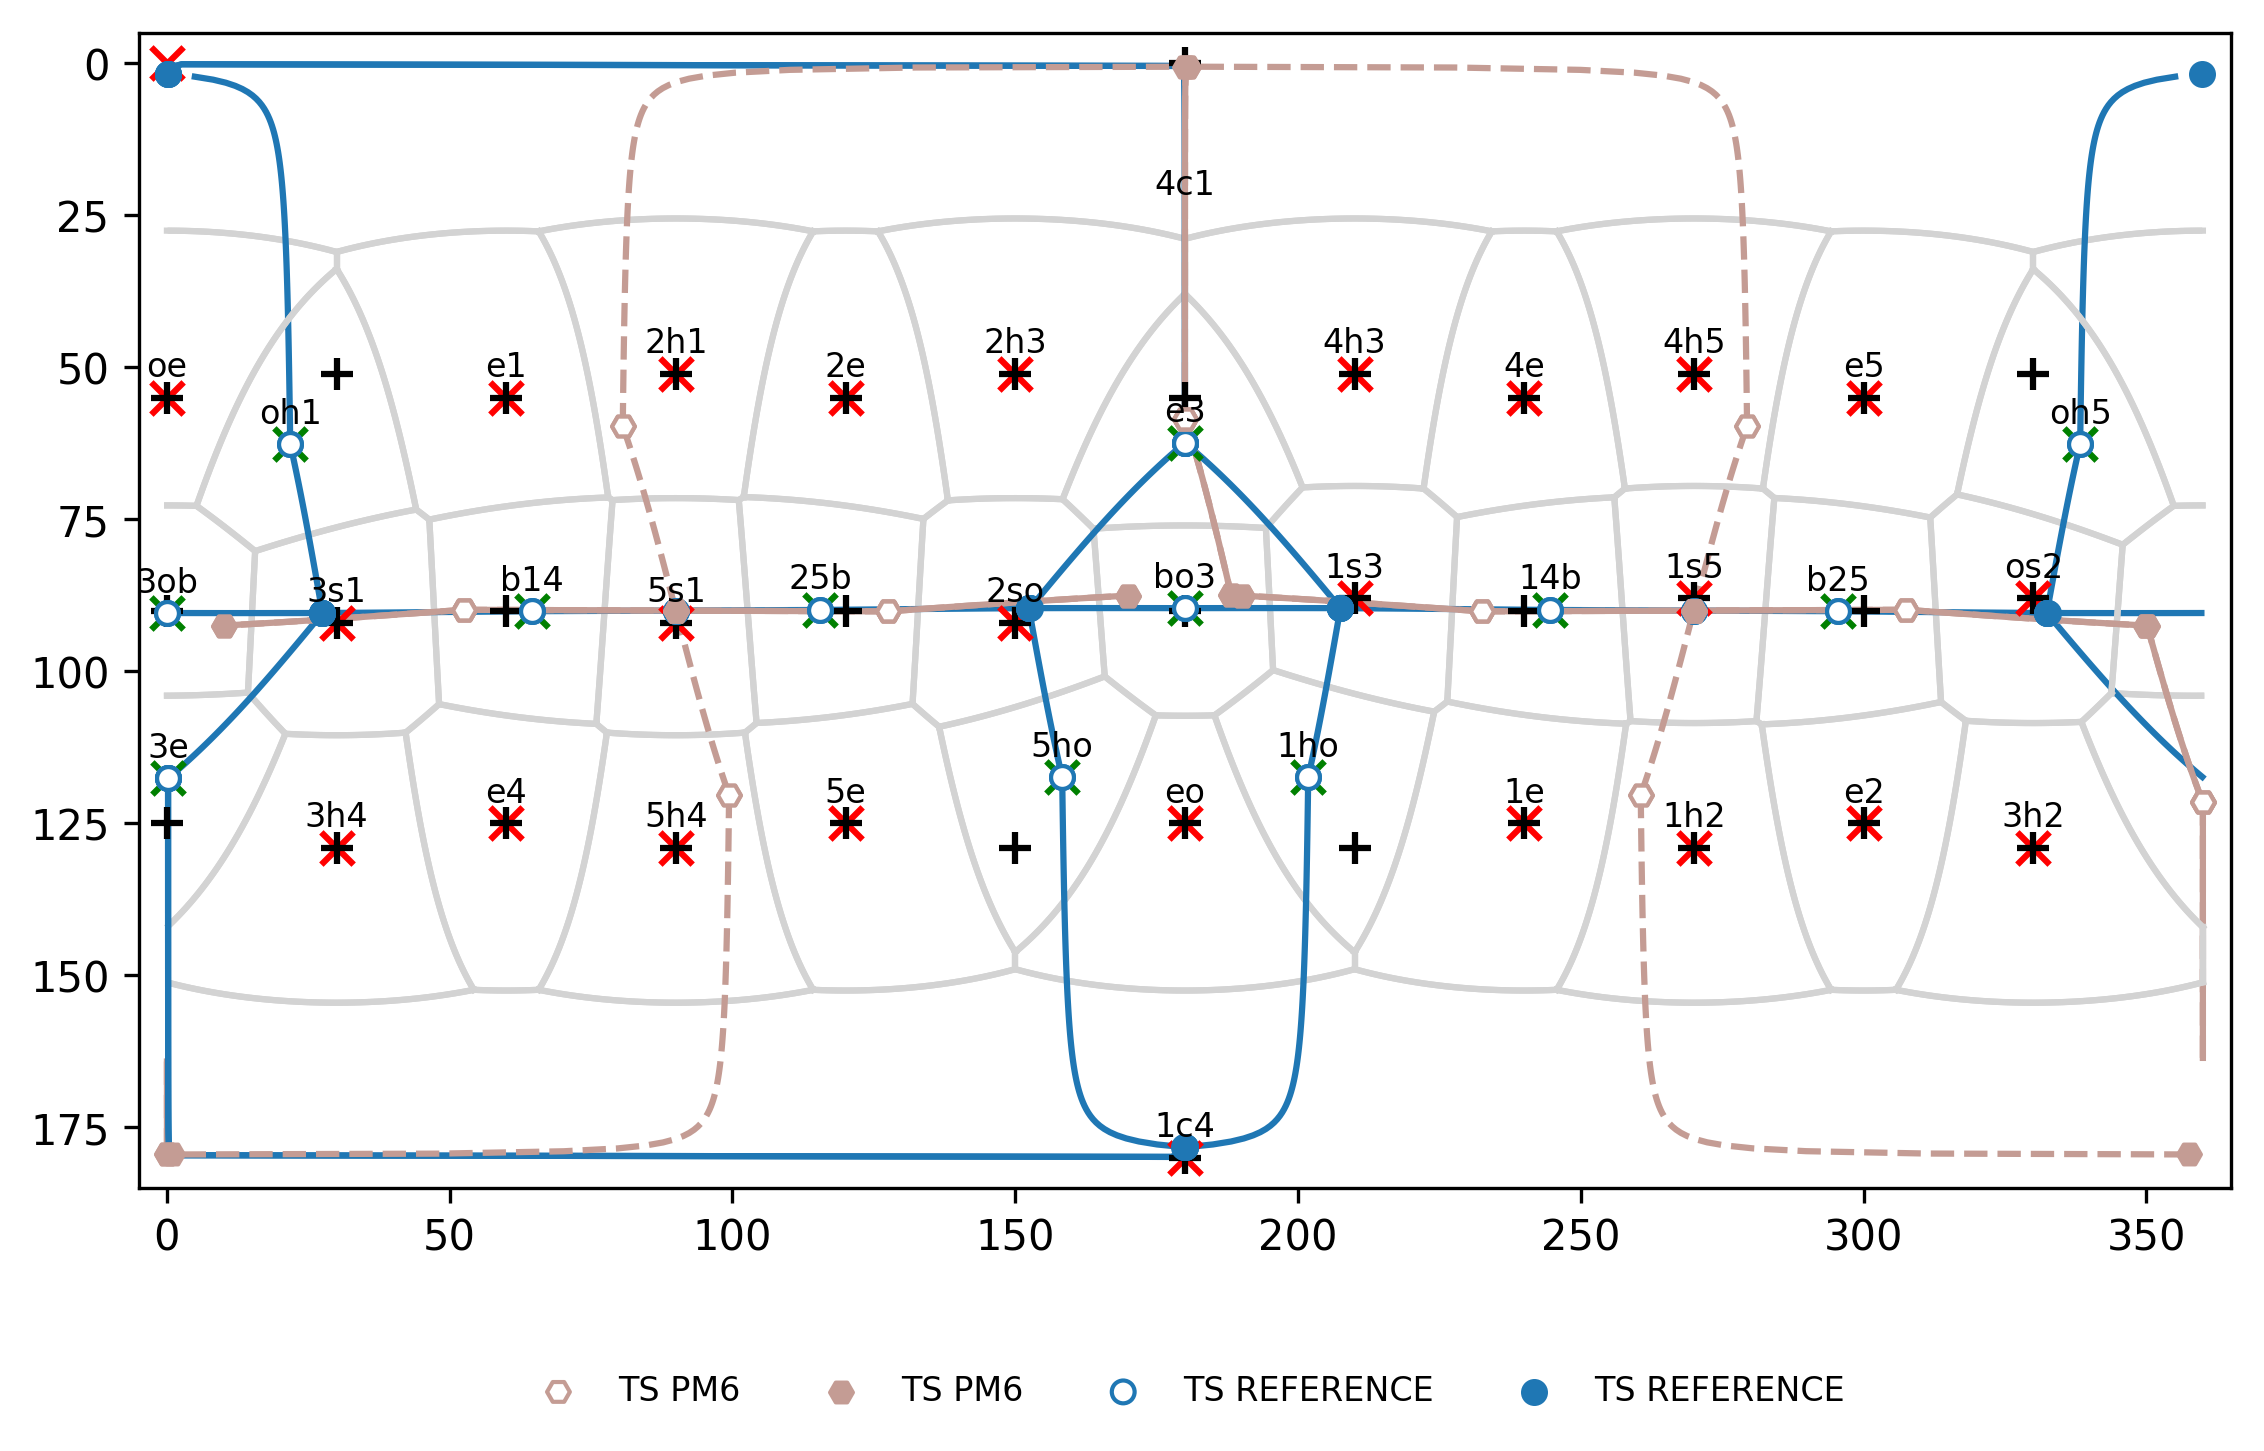 0
4c1
25
2h1 2h3 4h3 4h5
oe e1 2e 4e e5
50
oh1 e3 oh5
75
3ob 3s1 b14 5s1 25b 2so bo3 1s3 14b 1s5 b25 os2
100
3e 5ho 1ho
e4 5e eo 1e e2
125
3h4 5h4 1h2 3h2
150
175
1c4
0 50 100 150 200 250 300 350
TS PM6 TS PM6 TS REFERENCE TS REFERENCE